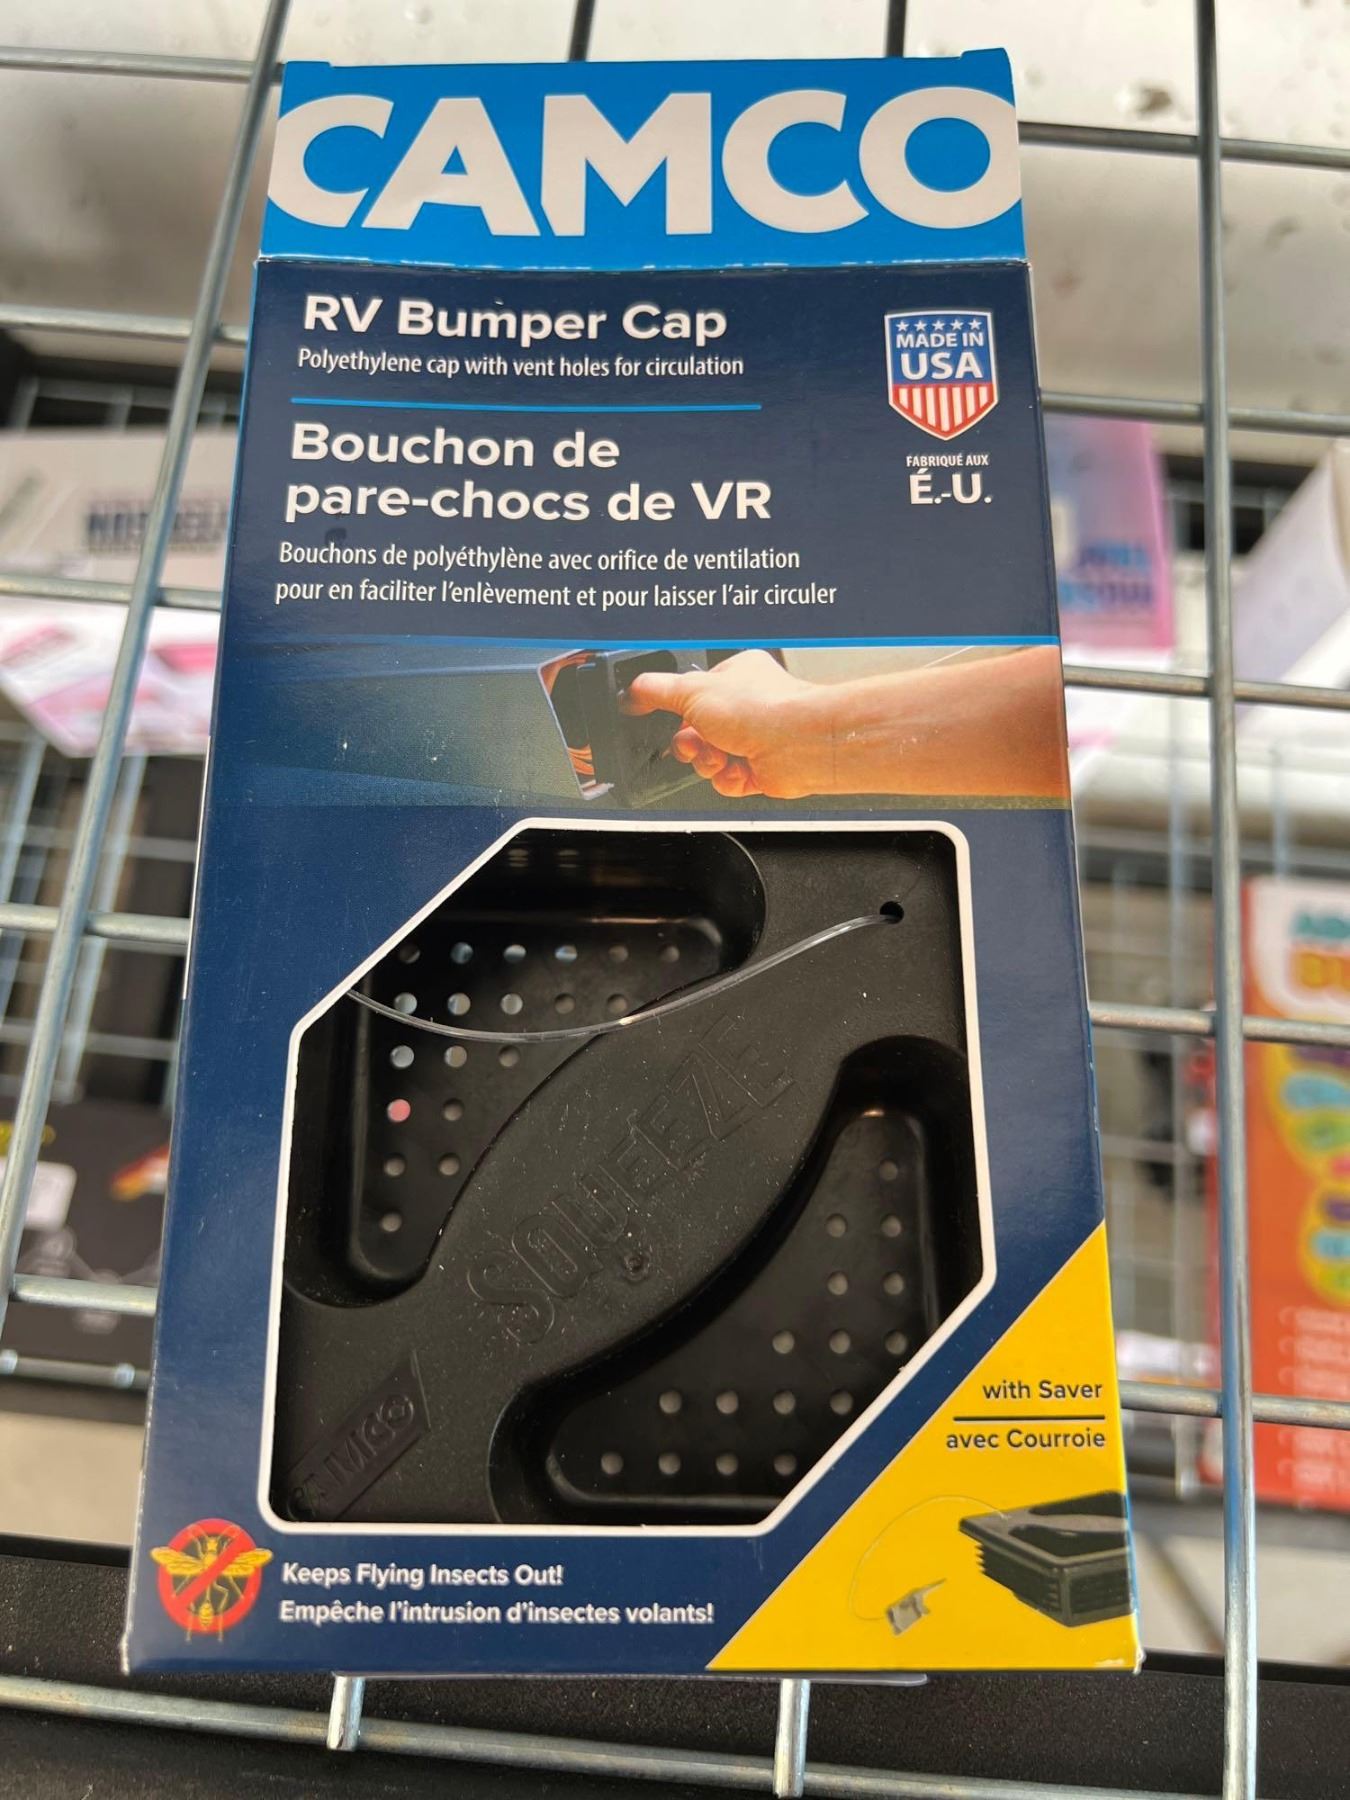 CAMCO
RV Bumper Cap
Polyethylene cap with vent holes for circulation
MADE IN
USA
FABRIQUÉ AUX
É.-U.
Bouchon de
pare-chocs de VR
Bouchons de polyéthylène avec orifice de ventilation
pour en faciliter l'enlèvement et pour laisser l'air circuler
SQUEEZE
CAMCO
with Saver
avec Courroie
Keeps Flying Insects Out!
Empêche l'intrusion d'insectes volants!